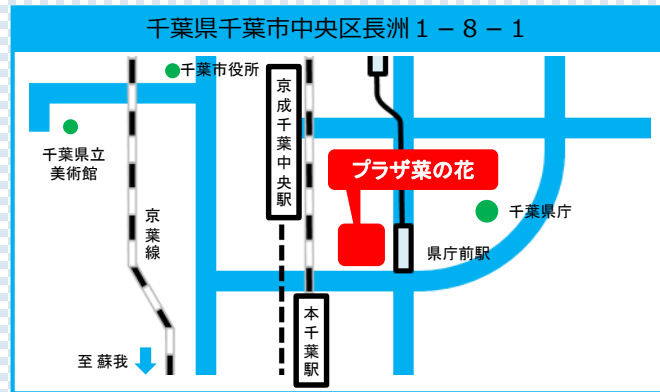 千葉県千葉市中央区長洲１－８－１
千葉市役所
京成千葉中央駅
千葉県立
美術館
プラザ菜の花
千葉県庁
京葉線
県庁前駅
本千葉駅
至 蘇我